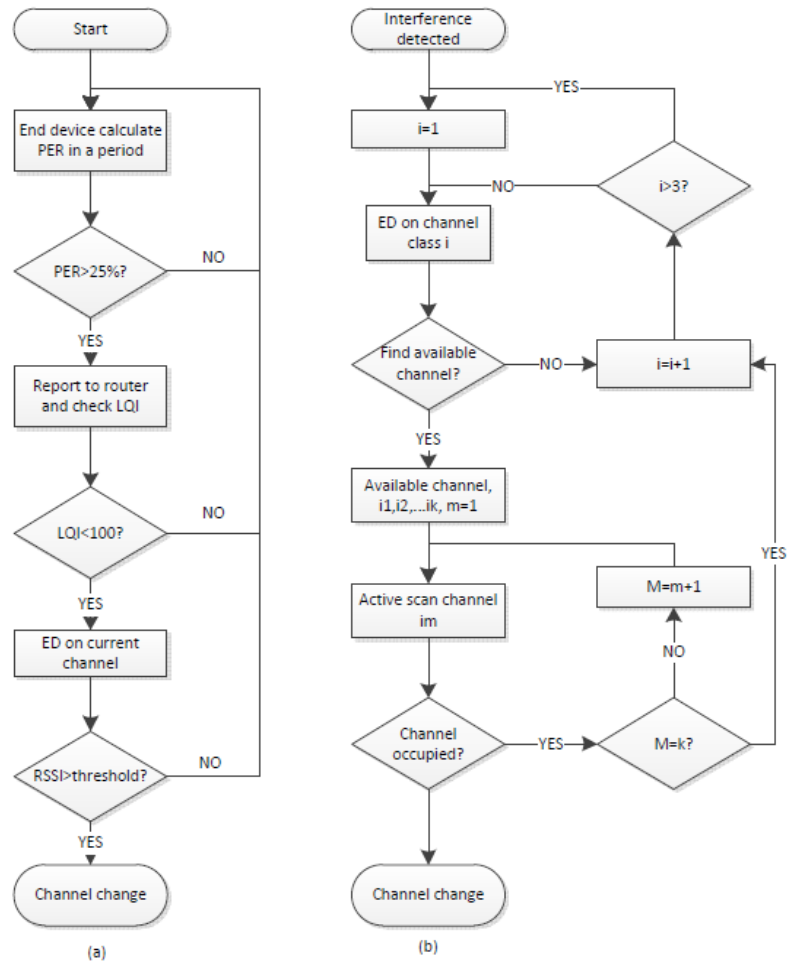 Start
End device calculate
PER in a period
PER>25%?
NO
YES
Report to router
and check LQI
LQI<100?
NO
YES
ED on current
channel
RSSI>threshold?
NO
YES
Channel change
(a)
Interference
detected
YES
i=1
NO
i>3?
ED on channel
class i
Find available
channel?
NO
i=i+1
YES
Available channel,
i1,i2,...ik, m=1
YES
Active scan channel
im
M=m+1
NO
Channel
occupied?
YES
M=k?
Channel change
(b)